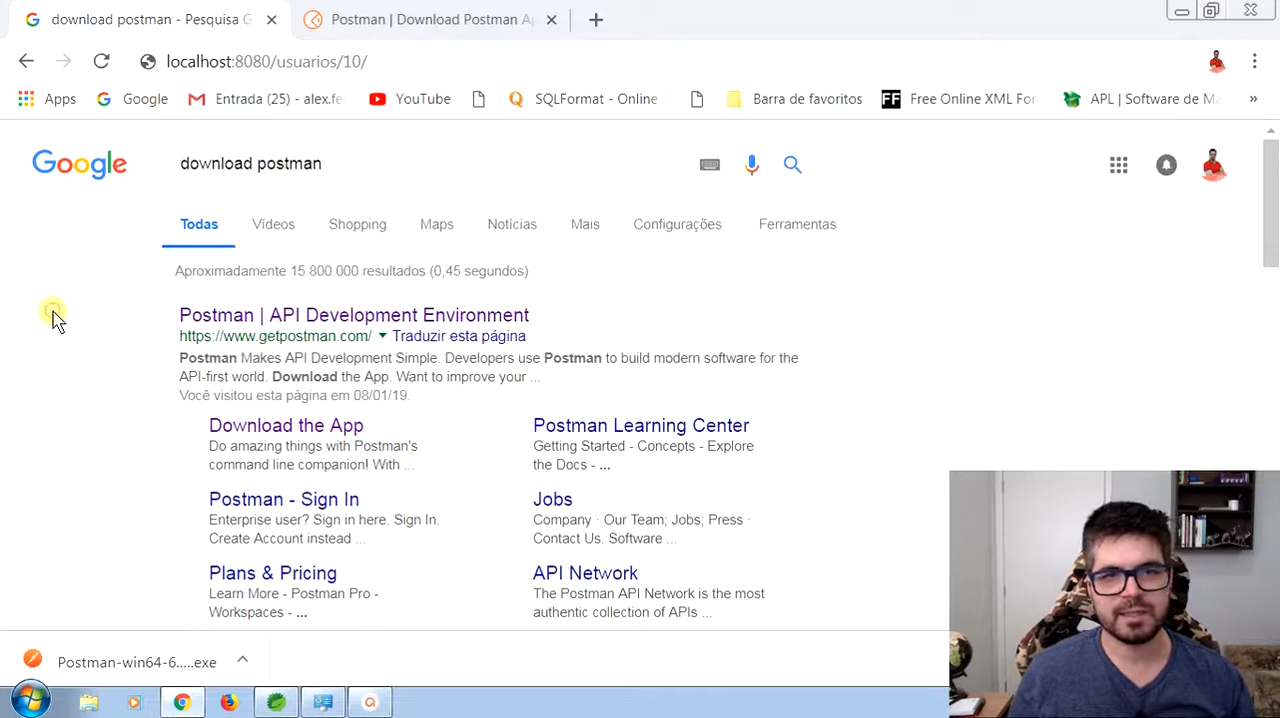 download postman - Pesquisa G
Postman | Download Postman Ap
localhost:8080/usuarios/10/
Apps
Google
Entrada (25) - alex.fe
YouTube
SQLFormat - Online
Barra de favoritos
FF
Free Online XML For
APL | Software de Ma
»
Google
download postman
Todas
Vídeos
Shopping
Maps
Notícias
Mais
Configurações
Ferramentas
Aproximadamente 15 800.000 resultados (0,45 segundos)
Postman | API Development Environment
https://www.getpostman.com/ Traduzir esta página
Postman Makes API Development Simple. Developers use Postman to build modern software for the
API-first world. Download the App. Want to improve your ...
Você visitou esta página em 08/01/19.
Download the App
Do amazing things with Postman's
command line companion! With ...
Postman Learning Center
Getting Started - Concepts - Explore
the Docs - ...
Postman - Sign In
Enterprise user? Sign in here. Sign In.
Create Account instead ...
Jobs
Company · Our Team; Jobs; Press ·
Contact Us. Software ...
Plans & Pricing
Learn More - Postman Pro -
Workspaces - ...
API Network
The Postman API Network is the most
authentic collection of APIs ...
Postman-win64-6.....exe